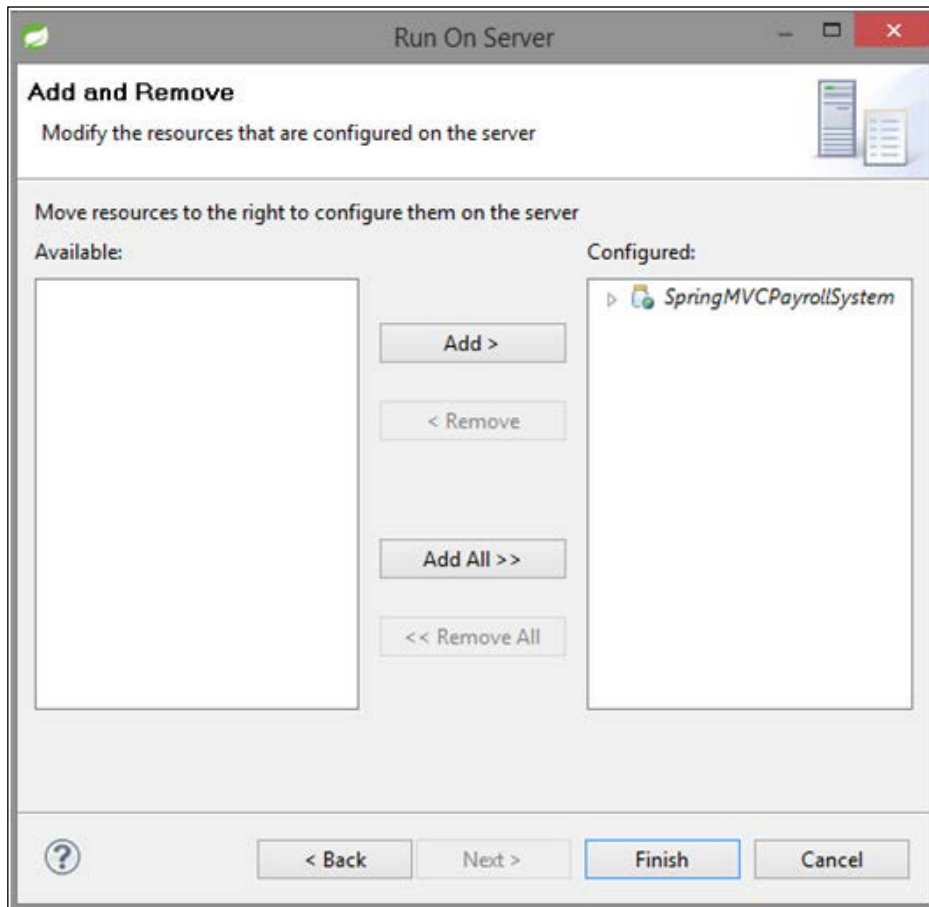 Run On Server
Add and Remove
Modify the resources that are configured on the server
Move resources to the right to configure them on the server
Available:
Configured:
SpringMVCPayrollSystem
Add >
< Remove
Add All >>
<< Remove All
?
< Back
Next >
Finish
Cancel